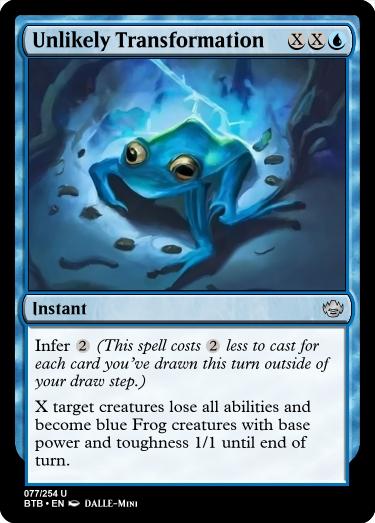 Unlikely Transformation X X
Instant
Infer 2 (This spell costs 2 less to cast for
each card you've drawn this turn outside of
your draw step.)
X target creatures lose all abilities and
become blue Frog creatures with base
power and toughness 1/1 until end of
turn.
077/254 U
BTB • EN DALLE-Mini